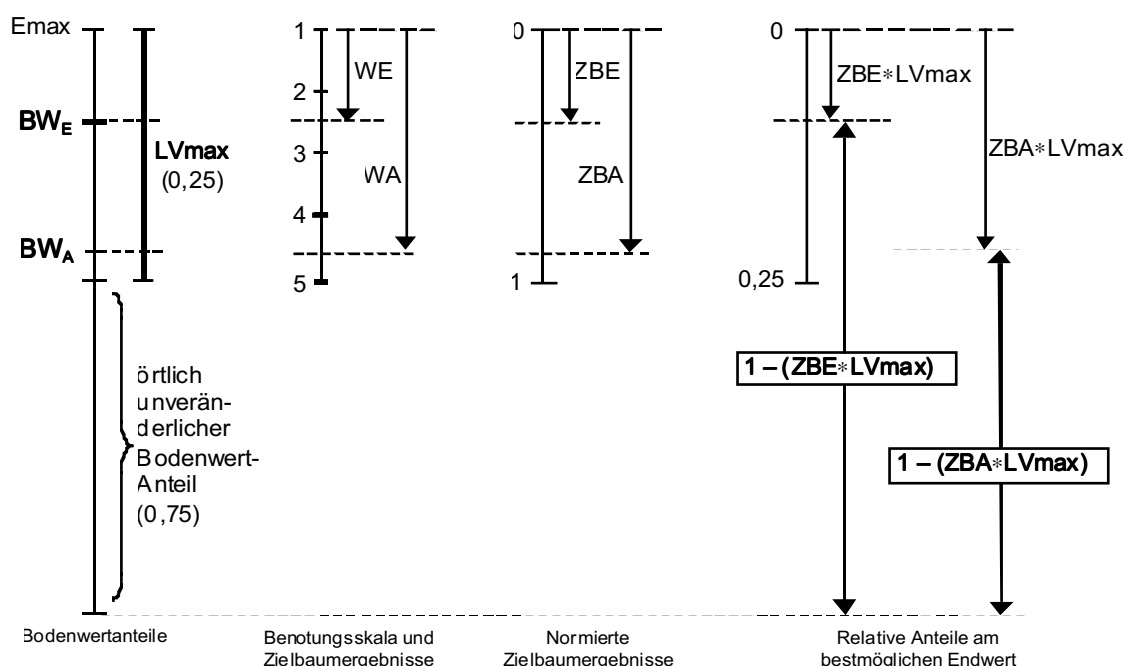 Emax
BW_E
BW_A
LVmax
(0,25)
örtlich
unverän-
derlicher
Bodenwert-
Anteil
(0,75)
Bodenwertanteile
1
2
3
4
5
WE
WA
Benotungsskala und
Zielbaumergebnisse
0
1
ZBE
ZBA
Normierte
Zielbaumergebnisse
0
0,25
ZBE*LVmax
ZBA*LVmax
1 – (ZBE*LVmax)
1 – (ZBA*LVmax)
Relative Anteile am
bestmöglichen Endwert